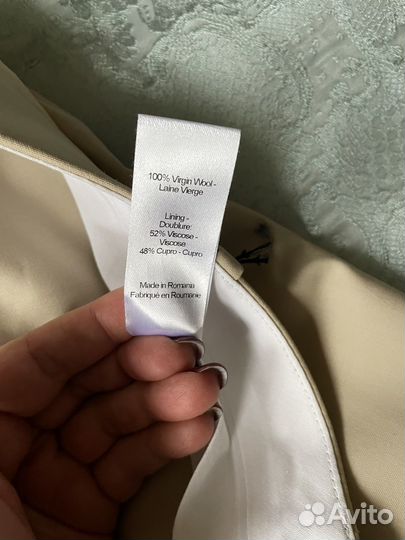 100% Virgin Wool -
Laine Vierge
Lining -
Doublure:
52% Viscose -
Viscose
48% Cupro - Cupro
Made in Romania
Fabriqué en Roumanie
Avito